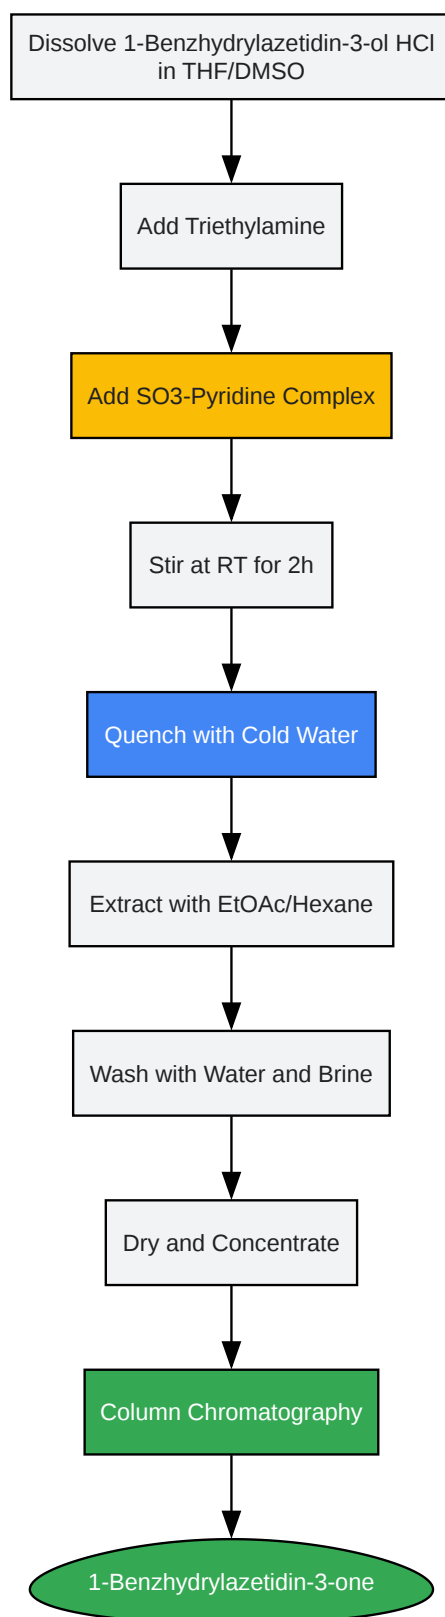 Dissolve 1-Benzhydrylazetidin-3-ol HCl
in THF/DMSO
Add Triethylamine
Add SO3-Pyridine Complex
Stir at RT for 2h
Quench with Cold Water
Extract with EtOAc/Hexane
Wash with Water and Brine
Dry and Concentrate
Column Chromatography
1-Benzhydrylazetidin-3-one